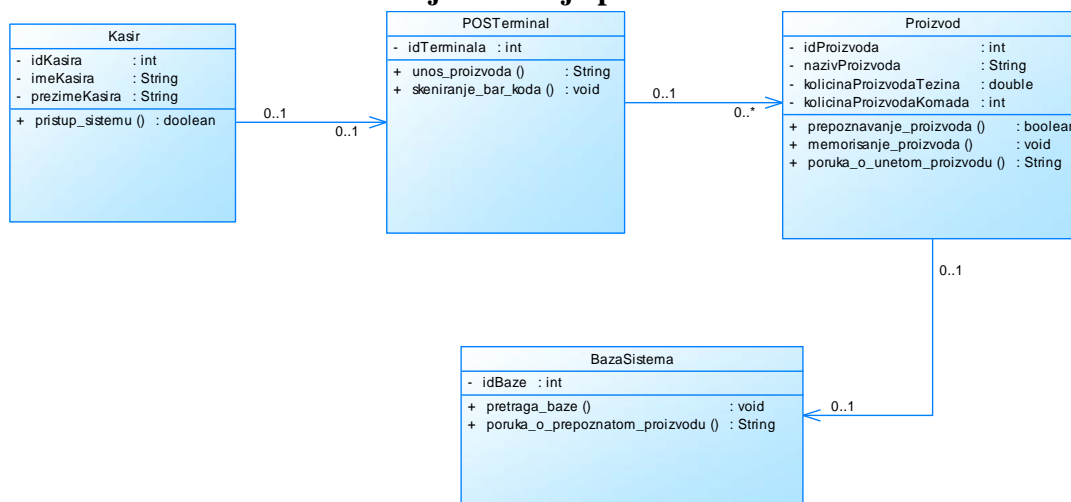 Kasir
- idKasira : int
- imeKasira : String
- prezimeKasira : String
+ pristup_sistemu () : doolean
0..1
0..1
POSTerminal
- idTerminala : int
+ unos_proizvoda () : String
+ skeniranje_bar_koda () : void
0..1
0..*
Proizvod
- idProizvoda : int
- nazivProizvoda : String
- kolicinaProizvodaTezina : double
- kolicinaProizvodaKomada : int
+ prepoznavanje_proizvoda () : boolean
+ memorisanje_proizvoda () : void
+ poruka_o_unetom_proizvodu () : String
0..1
0..1
BazaSistema
- idBaze : int
+ pretraga_baze () : void
+ poruka_o_prepoznatom_proizvodu () : String